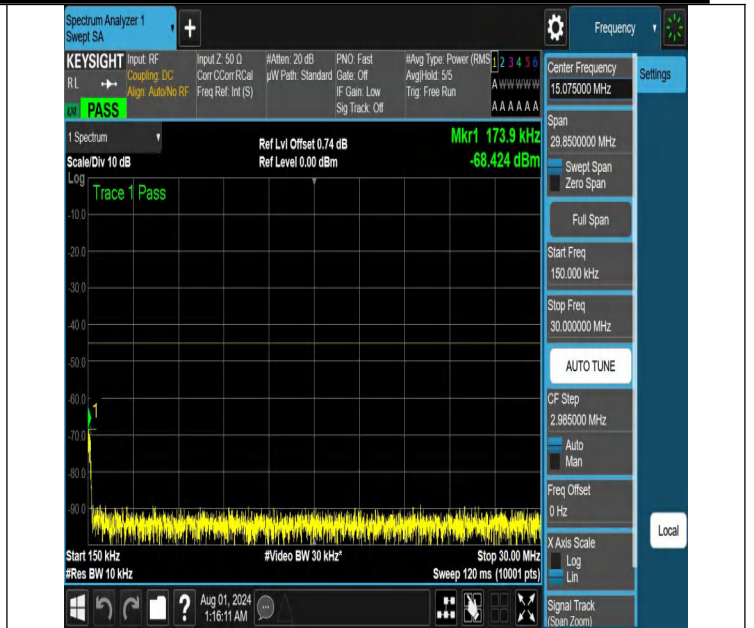 Spectrum Analyzer 1
Swept SA
+
Frequency
KEYSIGHT
RL
PASS
Input: RF
Coupling: DC
Align: Auto/No RF
Input Z: 50 Ω
Corr CCorr RCal
Freq Ref: Int (S)
#Atten: 20 dB
µW Path: Standard
PNO: Fast
Gate: Off
IF Gain: Low
Sig Track: Off
#Avg Type: Power (RMS
Avg|Hold: 5/5
Trig: Free Run
1 2 3 4 5 6
A W W W W W
A A A A A A
1 Spectrum
Scale/Div 10 dB
Log
Ref Lvl Offset 0.74 dB
Ref Level 0.00 dBm
Mkr1 173.9 kHz
-68.424 dBm
Trace 1 Pass
-10.0
-20.0
-30.0
-40.0
-50.0
-60.0
1
-70.0
-80.0
-90.0
Start 150 kHz
#Res BW 10 kHz
#Video BW 30 kHz*
Stop 30.00 MHz
Sweep 120 ms (10001 pts)
Center Frequency
15.075000 MHz
Settings
Span
29.8500000 MHz
Swept Span
Zero Span
Full Span
Start Freq
150.000 kHz
Stop Freq
30.000000 MHz
AUTO TUNE
CF Step
2.985000 MHz
Auto
Man
Freq Offset
0 Hz
Local
X Axis Scale
Log
Lin
Signal Track
(Span Zoom)
?
Aug 01, 2024
1:16:11 AM